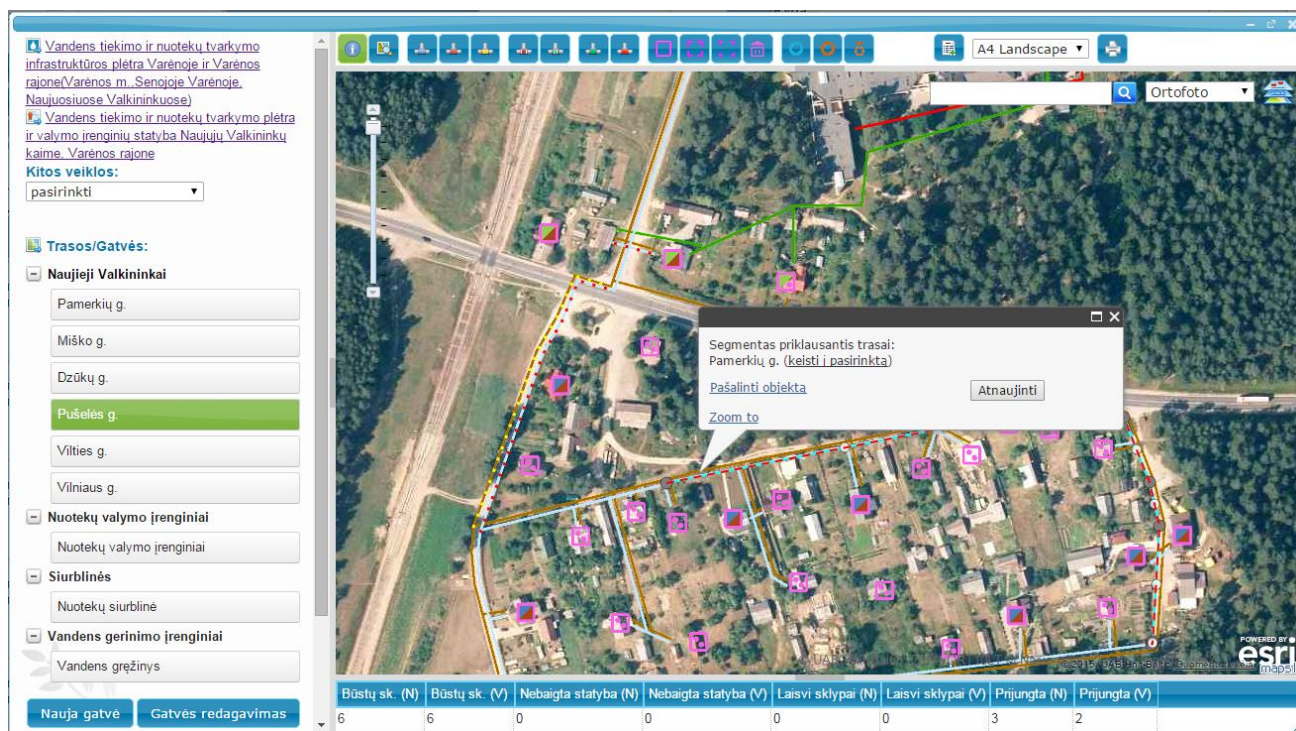 Vandens tiekimo ir nuotekų tvarkymo
infrastruktūros plėtra Varėnoje ir Varėnos
rajone(Varėnos m.,Senojoje Varėnoje,
Naujuosiuose Valkininkuose)
Vandens tiekimo ir nuotekų tvarkymo plėtra
ir valymo įrenginių statyba Naujųjų Valkininkų
kaime, Varėnos rajone
Kitos veiklos:
pasirinkti
Trasos/Gatvės:
Naujieji Valkininkai
Pamerkių g.
Miško g.
Dzūkų g.
Pušelės g.
Vilties g.
Vilniaus g.
Nuotekų valymo įrenginiai
Nuotekų valymo įrenginiai
Siurblinės
Nuotekų siurblinė
Vandens gerinimo įrenginiai
Vandens gręžinys
Nauja gatvė Gatvės redagavimas
A4 Landscape
Ortofoto
Segmentas priklausantis trasai:
Pamerkių g. (keisti į pasirinktą)
Pašalinti objektą
Atnaujinti
Zoom to
POWERED BY
esri
Būstų sk. (N) Būstų sk. (V) Nebaigta statyba (N) Nebaigta statyba (V) Laisvi sklypai (N) Laisvi sklypai (V) Prijungta (N) Prijungta (V)
6 6 0 0 0 0 3 2